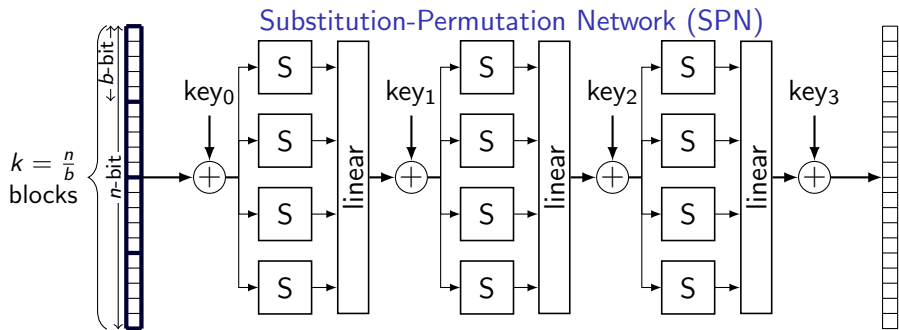 Substitution-Permutation Network (SPN)
b-bit
n-bit
k = n/b
blocks
key0
+
S
S
S
S
linear
key1
+
S
S
S
S
linear
key2
+
S
S
S
S
linear
key3
+